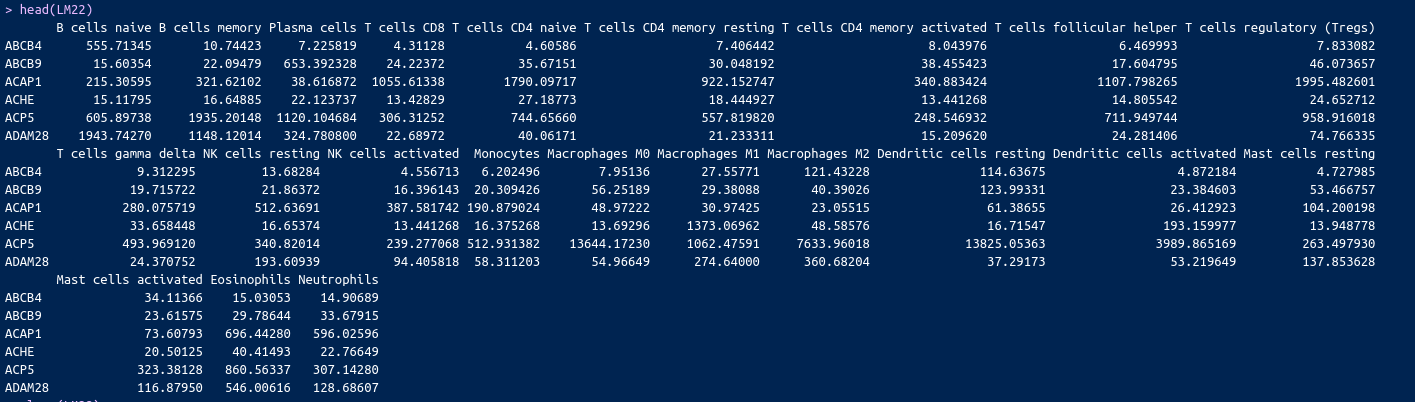 > head(LM22)
B cells naive B cells memory Plasma cells T cells CD8 T cells CD4 naive T cells CD4 memory resting T cells CD4 memory activated T cells follicular helper T cells regulatory (Tregs)
ABCB4 555.71345 10.74423 7.225819 4.31128 4.60586 7.406442 8.043976 6.469993 7.833082
ABCB9 15.60354 22.09479 653.392328 24.22372 35.67151 30.048192 38.455423 17.604795 46.073657
ACAP1 215.30595 321.62102 38.616872 1055.61338 1790.09717 922.152747 340.883424 1107.798265 1995.482601
ACHE 15.11795 16.64885 22.123737 13.42829 27.18773 18.444927 13.441268 14.805542 24.652712
ACP5 605.89738 1935.20148 1120.104684 306.31252 744.65660 557.819820 248.546932 711.949744 958.916018
ADAM28 1943.74270 1148.12014 324.780800 22.68972 40.06171 21.233311 15.209620 24.281406 74.766335
T cells gamma delta NK cells resting NK cells activated Monocytes Macrophages M0 Macrophages M1 Macrophages M2 Dendritic cells resting Dendritic cells activated Mast cells resting
ABCB4 9.312295 13.68284 4.556713 6.202496 7.95136 27.55771 121.43228 114.63675 4.872184 4.727985
ABCB9 19.715722 21.86372 16.396143 20.309426 56.25189 29.38088 40.39026 123.99331 23.384603 53.466757
ACAP1 280.075719 512.63691 387.581742 190.879024 48.97222 30.97425 23.05515 61.38655 26.412923 104.200198
ACHE 33.658448 16.65374 13.441268 16.375268 13.69296 1373.06962 48.58576 16.71547 193.159977 13.948778
ACP5 493.969120 340.82014 239.277068 512.931382 13644.17230 1062.47591 7633.96018 13825.05363 3989.865169 263.497930
ADAM28 24.370752 193.60939 94.405818 58.311203 54.96649 274.64000 360.68204 37.29173 53.219649 137.853628
Mast cells activated Eosinophils Neutrophils
ABCB4 34.11366 15.03053 14.90689
ABCB9 23.61575 29.78644 33.67915
ACAP1 73.60793 696.44280 596.02596
ACHE 20.50125 40.41493 22.76649
ACP5 323.38128 860.56337 307.14280
ADAM28 116.87950 546.00616 128.68607